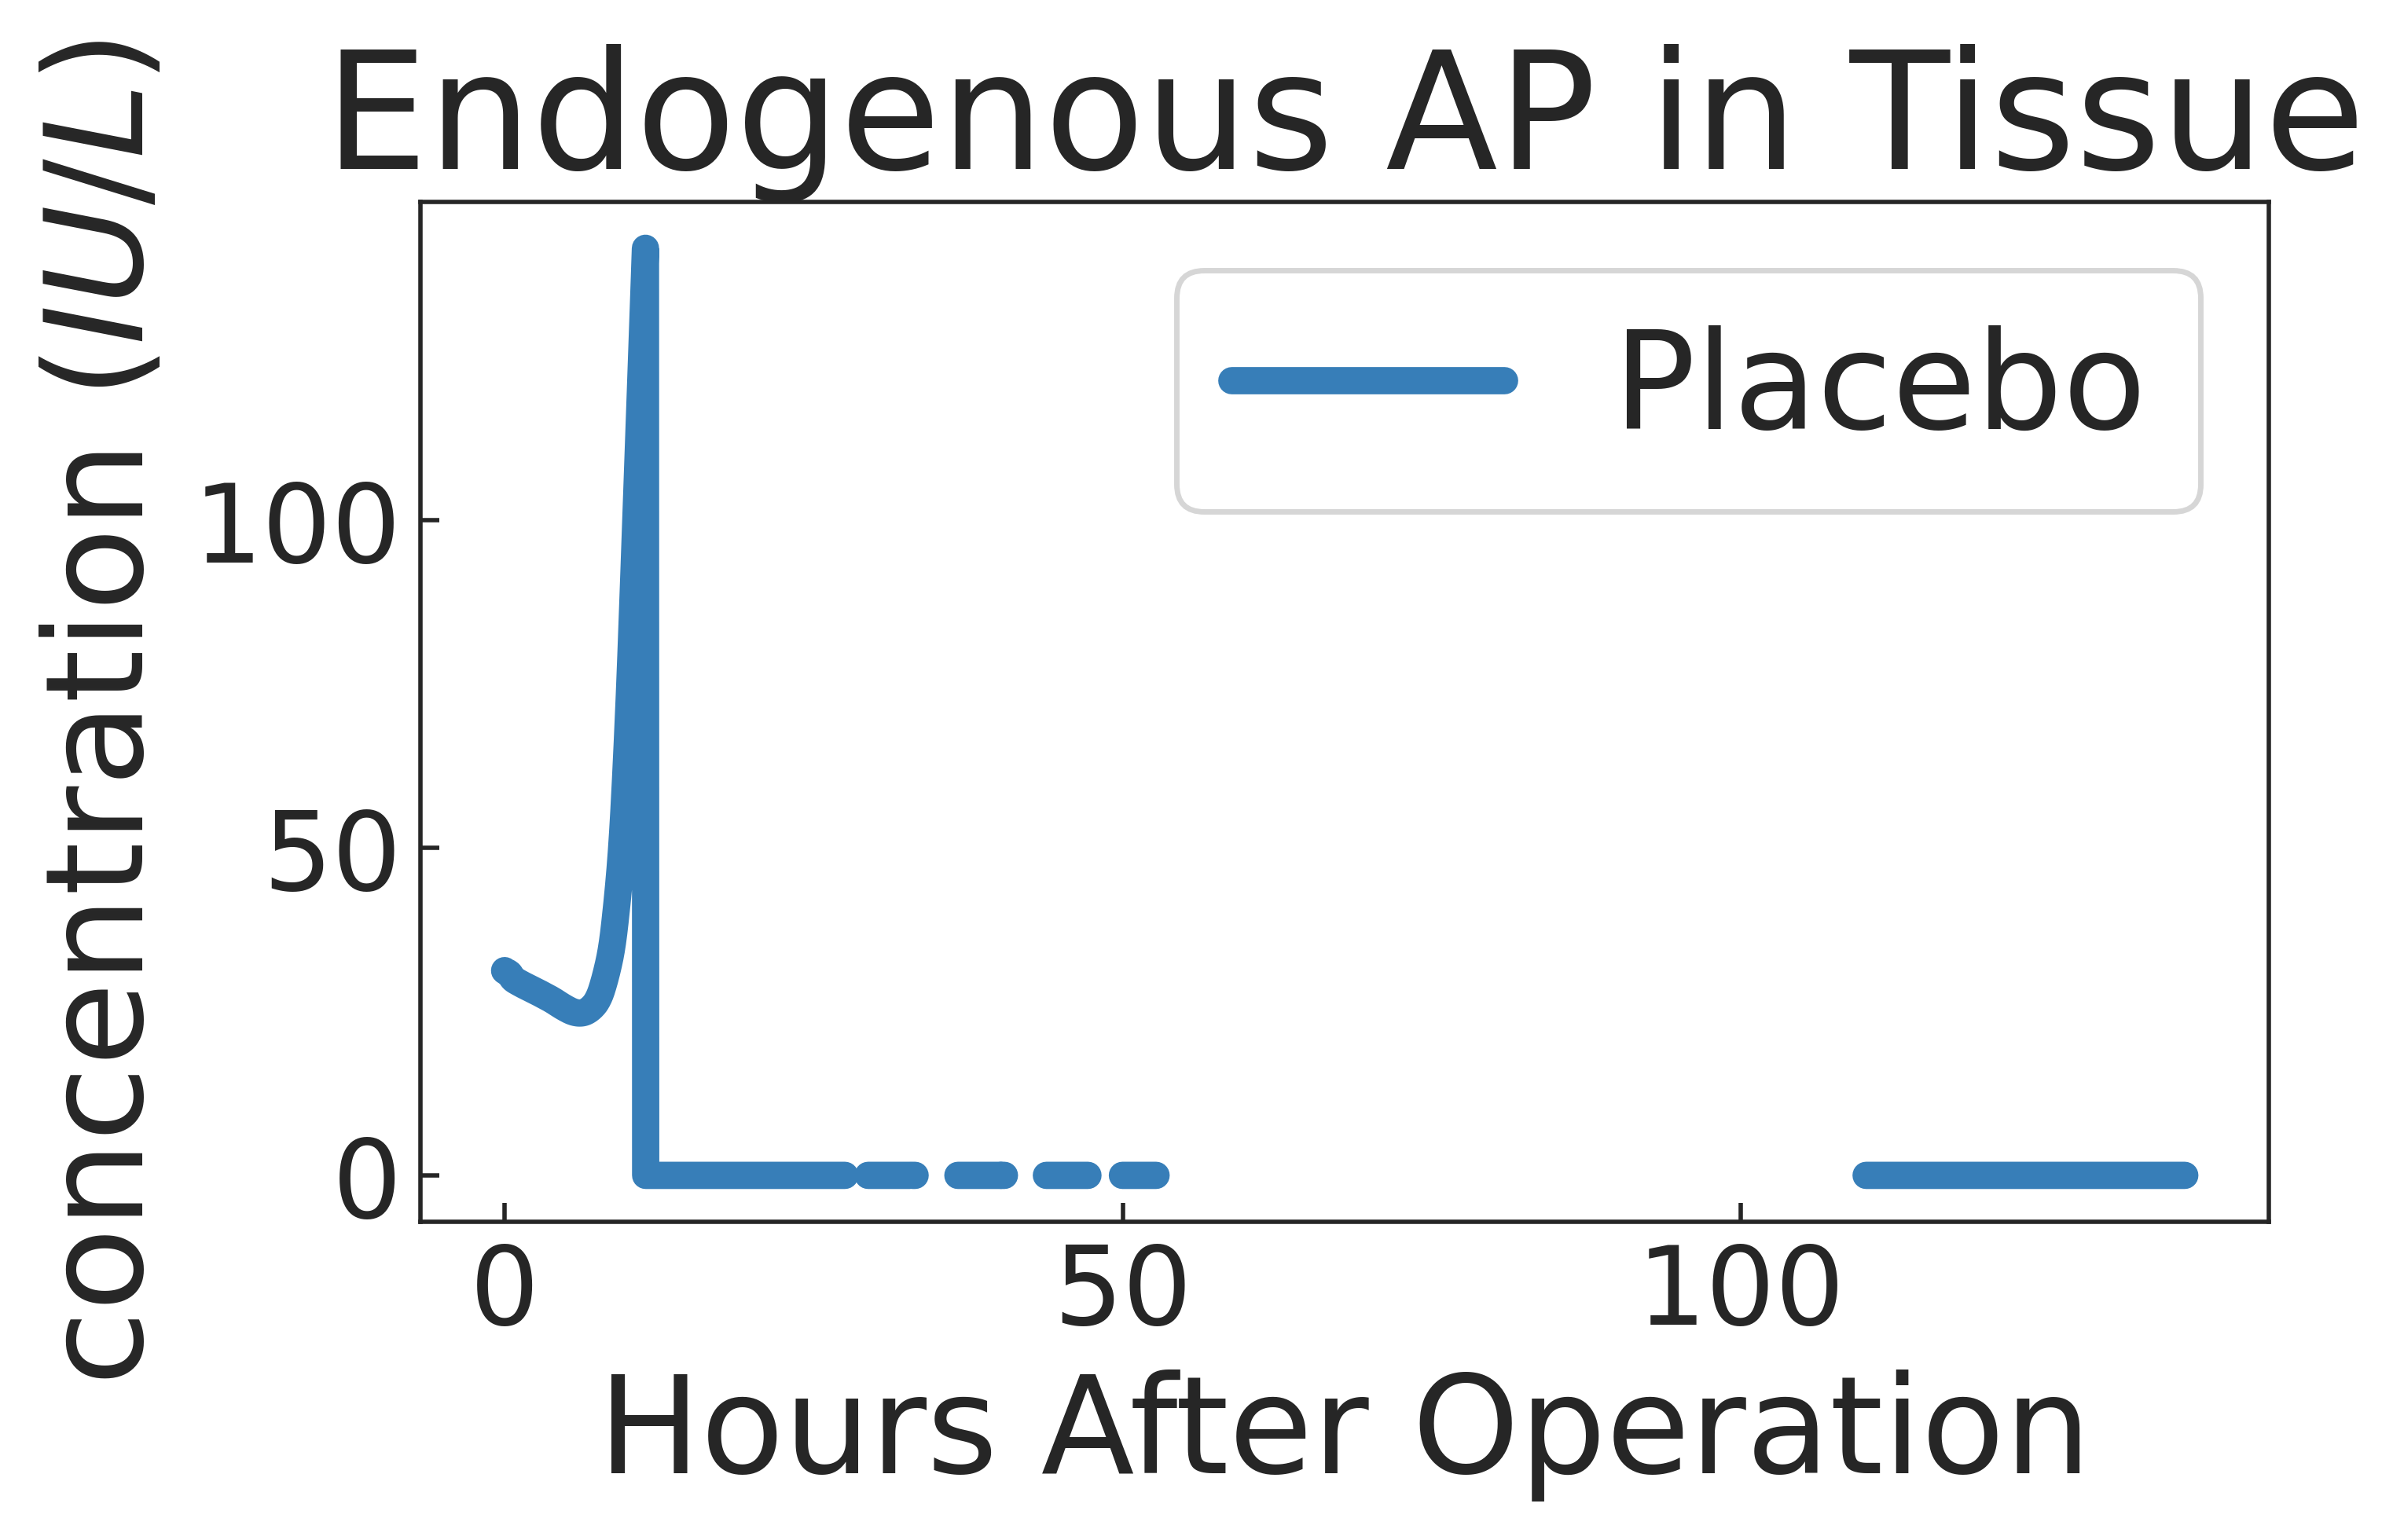 Endogenous AP in Tissue
concentration (IU/L)
Placebo
100
50
0
0 50 100
Hours After Operation